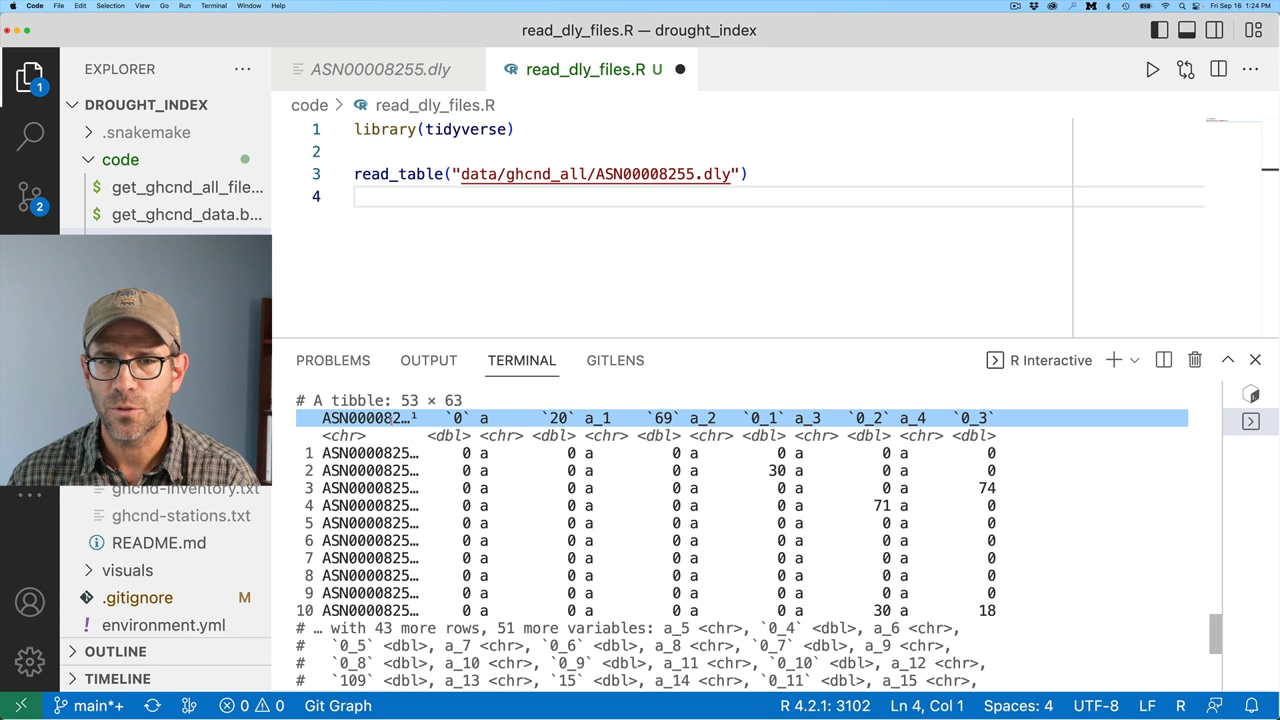 Code File Edit Selection View Go Run Terminal Window Help Fri Sep 16 1:24 PM
read_dly_files.R — drought_index
EXPLORER
ASN00008255.dly
read_dly_files.R U
DROUGHT_INDEX
.snakemake
code
get_ghcnd_all_file...
get_ghcnd_data.b...
1
2
code > read_dly_files.R
1 library(tidyverse)
2
3 read_table("data/ghcnd_all/ASN00008255.dly")
4
ghcnd-inventory.txt
ghcnd-stations.txt
README.md
visuals
.gitignore M
environment.yml
OUTLINE
TIMELINE
PROBLEMS OUTPUT TERMINAL GITLENS R Interactive
# A tibble: 53 × 63
ASN000082…¹ `0` a `20` a_1 `69` a_2 `0_1` a_3 `0_2` a_4 `0_3`
<chr> <dbl> <chr> <dbl> <chr> <dbl> <chr> <dbl> <chr> <dbl> <chr> <dbl>
1 ASN0000825… 0 a 0 a 0 a 0 a 0 a 0
2 ASN0000825… 0 a 0 a 0 a 30 a 0 a 0
3 ASN0000825… 0 a 0 a 0 a 0 a 0 a 74
4 ASN0000825… 0 a 0 a 0 a 0 a 71 a 0
5 ASN0000825… 0 a 0 a 0 a 0 a 0 a 0
6 ASN0000825… 0 a 0 a 0 a 0 a 0 a 0
7 ASN0000825… 0 a 0 a 0 a 0 a 0 a 0
8 ASN0000825… 0 a 0 a 0 a 0 a 0 a 0
9 ASN0000825… 0 a 0 a 0 a 0 a 0 a 0
10 ASN0000825… 0 a 0 a 0 a 0 a 30 a 18
# … with 43 more rows, 51 more variables: a_5 <chr>, `0_4` <dbl>, a_6 <chr>,
# `0_5` <dbl>, a_7 <chr>, `0_6` <dbl>, a_8 <chr>, `0_7` <dbl>, a_9 <chr>,
# `0_8` <dbl>, a_10 <chr>, `0_9` <dbl>, a_11 <chr>, `0_10` <dbl>, a_12 <chr>,
# `109` <dbl>, a_13 <chr>, `15` <dbl>, a_14 <chr>, `0_11` <dbl>, a_15 <chr>,
main*+ 0 0 Git Graph R 4.2.1: 3102 Ln 4, Col 1 Spaces: 4 UTF-8 LF R